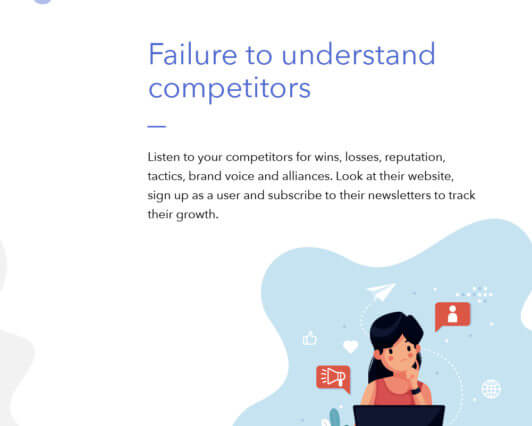 Failure to understand
competitors
Listen to your competitors for wins, losses, reputation,
tactics, brand voice and alliances. Look at their website,
sign up as a user and subscribe to their newsletters to track
their growth.